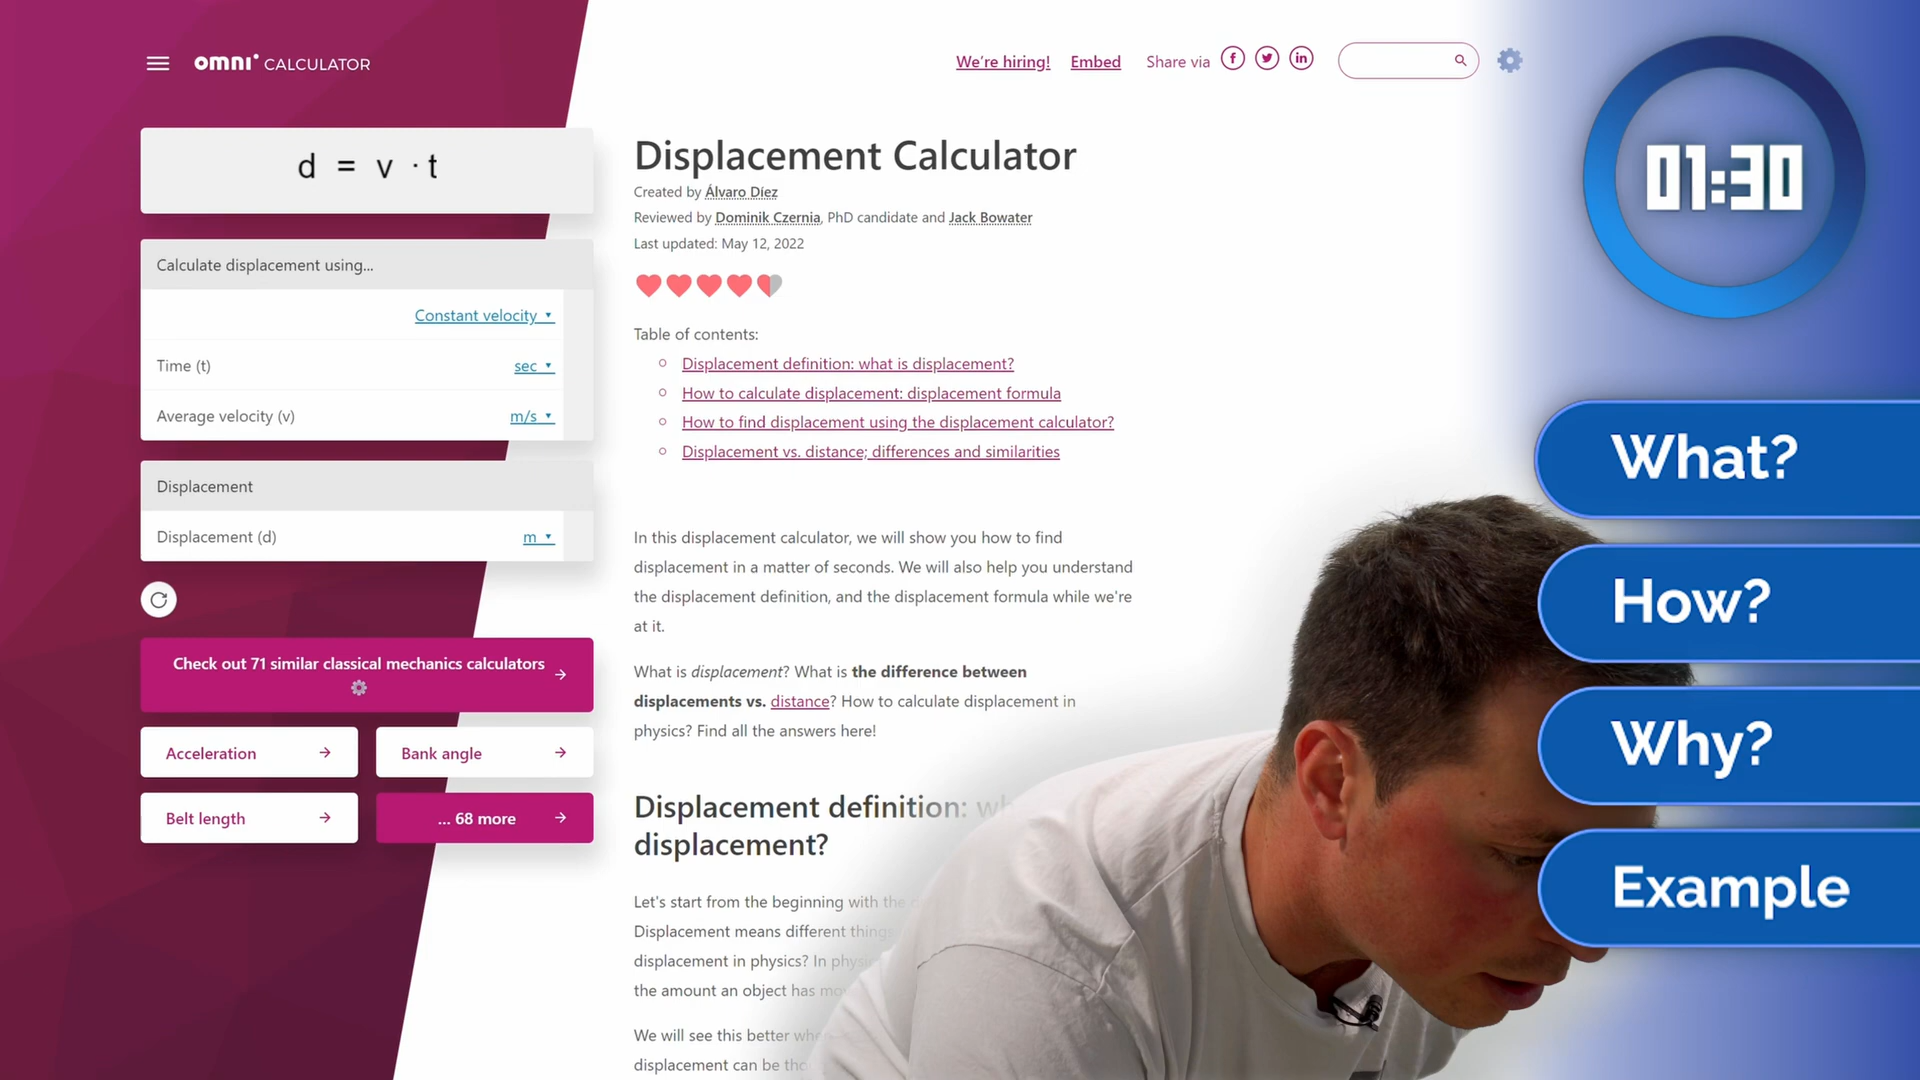 omni CALCULATOR
We're hiring!
Embed
Share via
01:30
d = v · t
Calculate displacement using...
Constant velocity
Time (t)
sec
Average velocity (v)
m/s
Displacement
Displacement (d)
m
Check out 71 similar classical mechanics calculators
Acceleration
Bank angle
Belt length
... 68 more
Displacement Calculator
Created by Álvaro Díez
Reviewed by Dominik Czernia, PhD candidate and Jack Bowater
Last updated: May 12, 2022
Table of contents:
Displacement definition: what is displacement?
How to calculate displacement: displacement formula
How to find displacement using the displacement calculator?
Displacement vs. distance; differences and similarities
In this displacement calculator, we will show you how to find
displacement in a matter of seconds. We will also help you understand
the displacement definition, and the displacement formula while we're
at it.
What is displacement? What is the difference between
displacements vs. distance? How to calculate displacement in
physics? Find all the answers here!
Displacement definition:
displacement?
Let's start from the beginning with the
Displacement means different things
displacement in physics? In
the amount an object has
We will see this better
displacement can be
What?
How?
Why?
Example